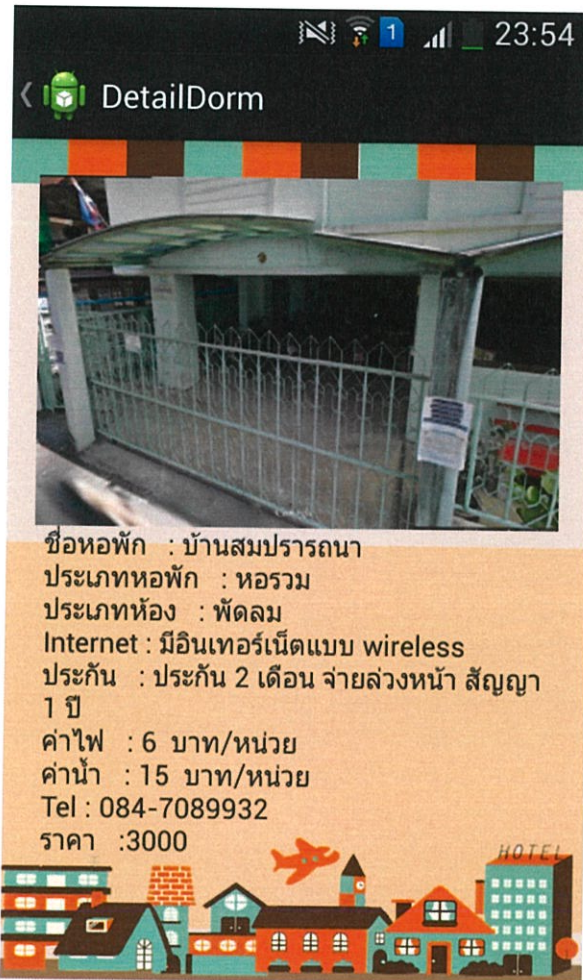 1
23:54
DetailDorm
ชื่อหอพัก : บ้านสมปรารถนา
ประเภทหอพัก : หอรวม
ประเภทห้อง : พัดลม
Internet : มีอินเทอร์เน็ตแบบ wireless
ประกัน : ประกัน 2 เดือน จ่ายล่วงหน้า สัญญา
1 ปี
ค่าไฟ : 6 บาท/หน่วย
ค่าน้ำ : 15 บาท/หน่วย
Tel : 084-7089932
ราคา :3000
HOTEL